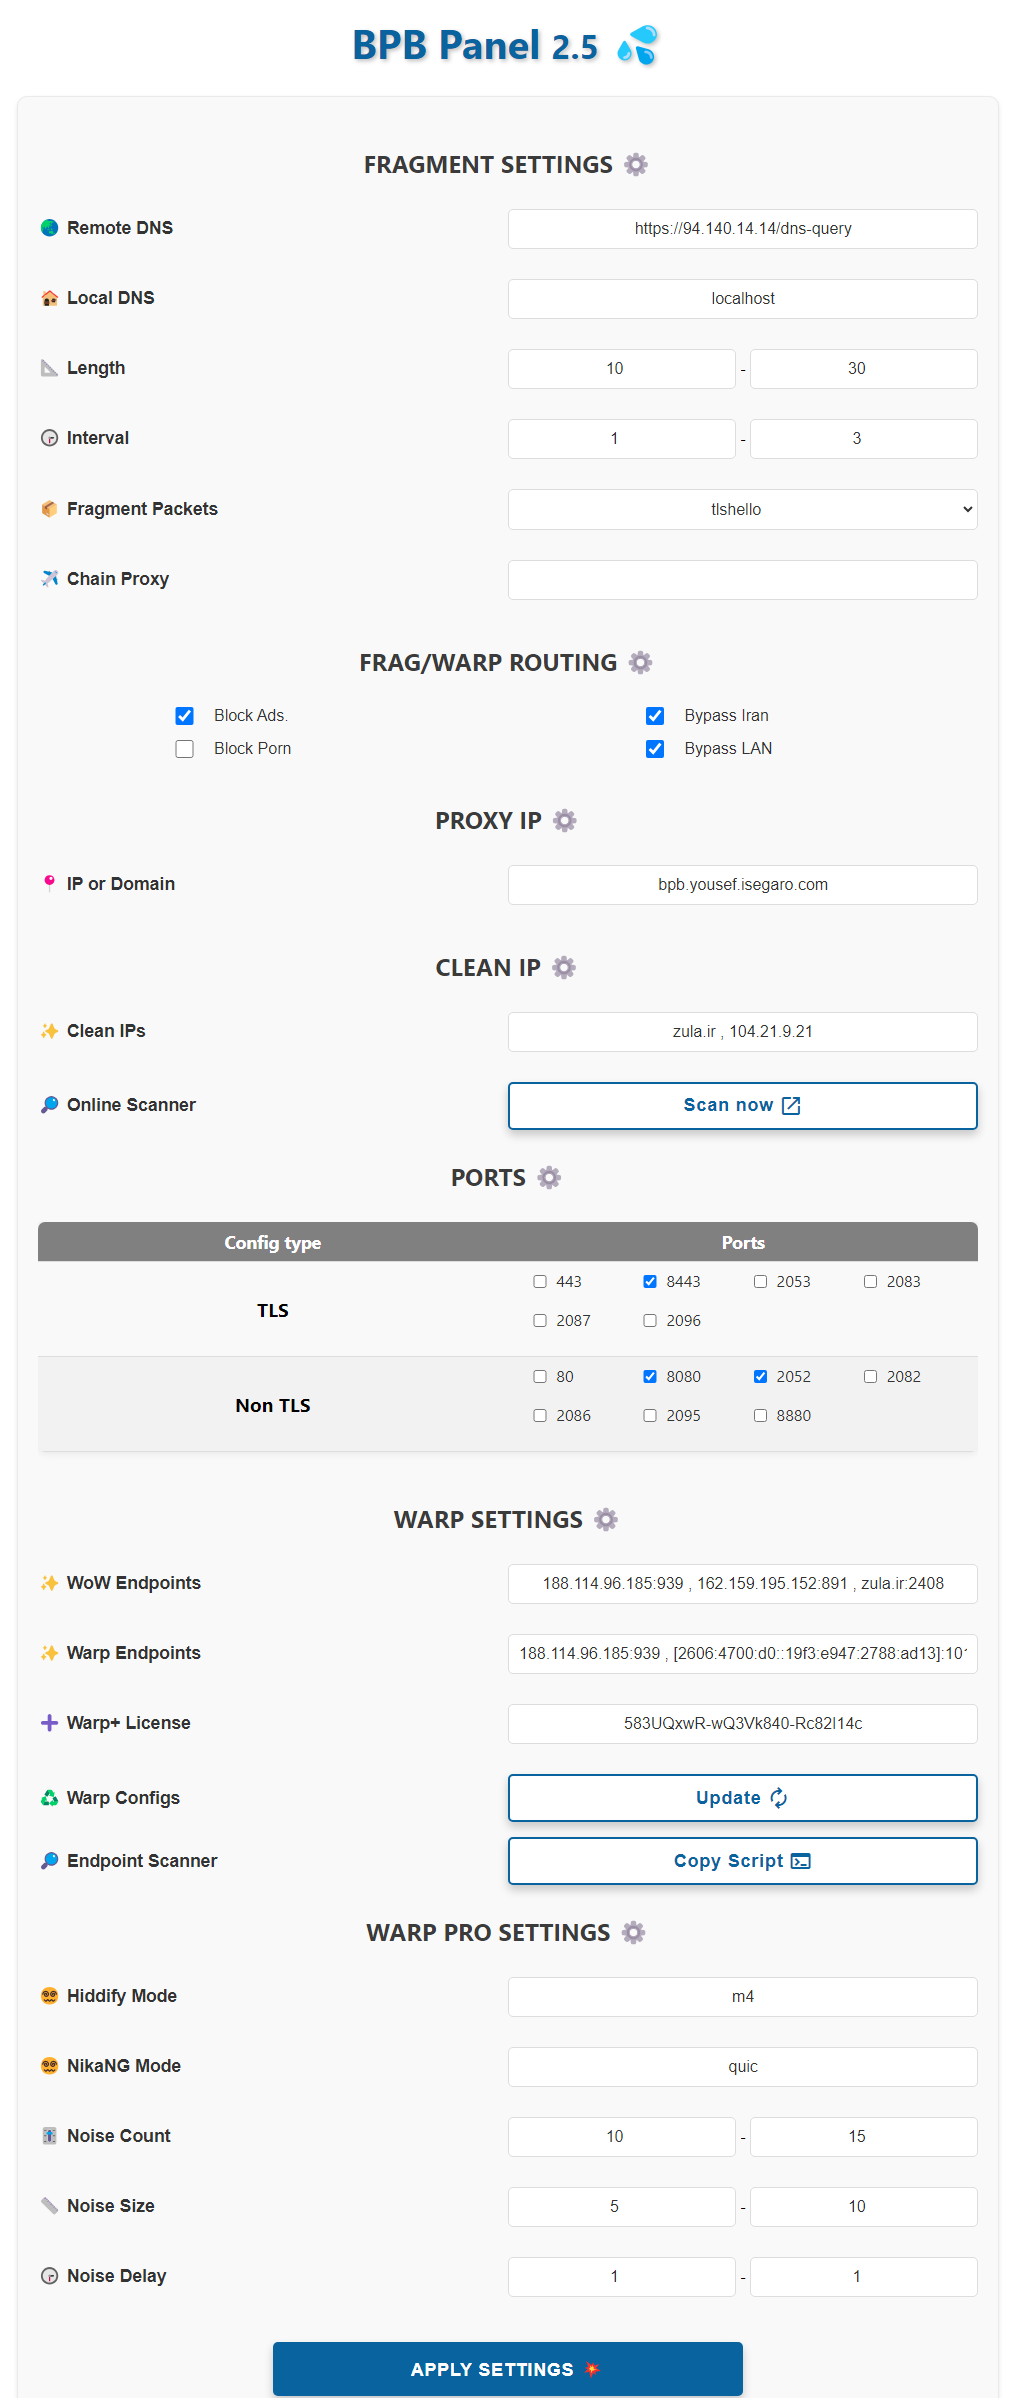 BPB Panel 2.5 💦
FRAGMENT SETTINGS ⚙️
🌏 Remote DNS https://94.140.14.14/dns-query
🏚️ Local DNS localhost
📐 Length 10 - 30
🕞 Interval 1 - 3
📦 Fragment Packets tlshello
✈️ Chain Proxy
FRAG/WARP ROUTING ⚙️
Block Ads. Bypass Iran
Block Porn Bypass LAN
PROXY IP ⚙️
📍 IP or Domain bpb.yousef.isegaro.com
CLEAN IP ⚙️
✨ Clean IPs zula.ir , 104.21.9.21
🔎 Online Scanner Scan now
PORTS ⚙️
Config type Ports
TLS
443 8443 2053 2083
2087 2096
Non TLS
80 8080 2052 2082
2086 2095 8880
WARP SETTINGS ⚙️
✨ WoW Endpoints 188.114.96.185:939 , 162.159.195.152:891 , zula.ir:2408
✨ Warp Endpoints 188.114.96.185:939 , [2606:4700:d0::19f3:e947:2788:ad13]:10
➕ Warp+ License
♻️ Warp Configs Update
🔎 Endpoint Scanner Copy Script
WARP PRO SETTINGS ⚙️
😵‍💫 Hiddify Mode m4
😵‍💫 NikaNG Mode quic
🎚️ Noise Count 10 - 15
📏 Noise Size 5 - 10
🕞 Noise Delay 1 - 1
APPLY SETTINGS 💥